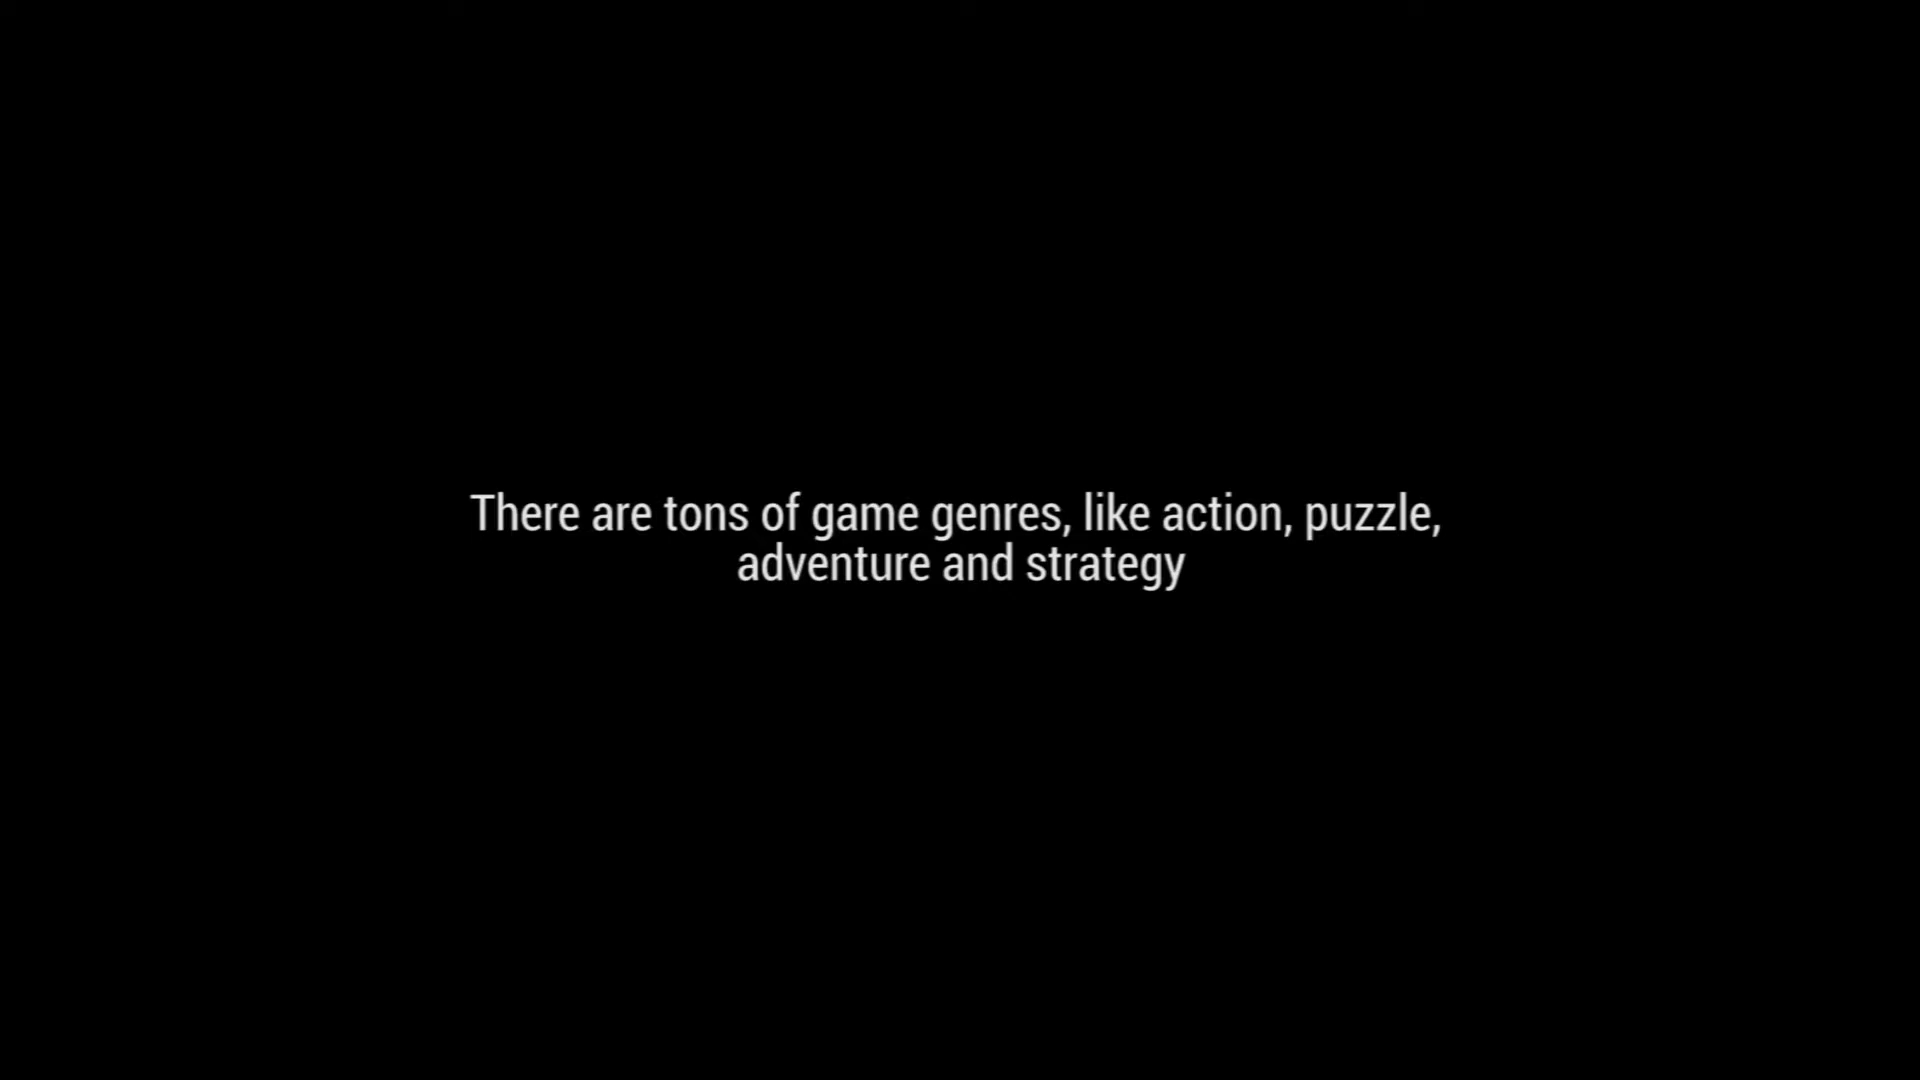 There are tons of game genres, like action, puzzle,
adventure and strategy